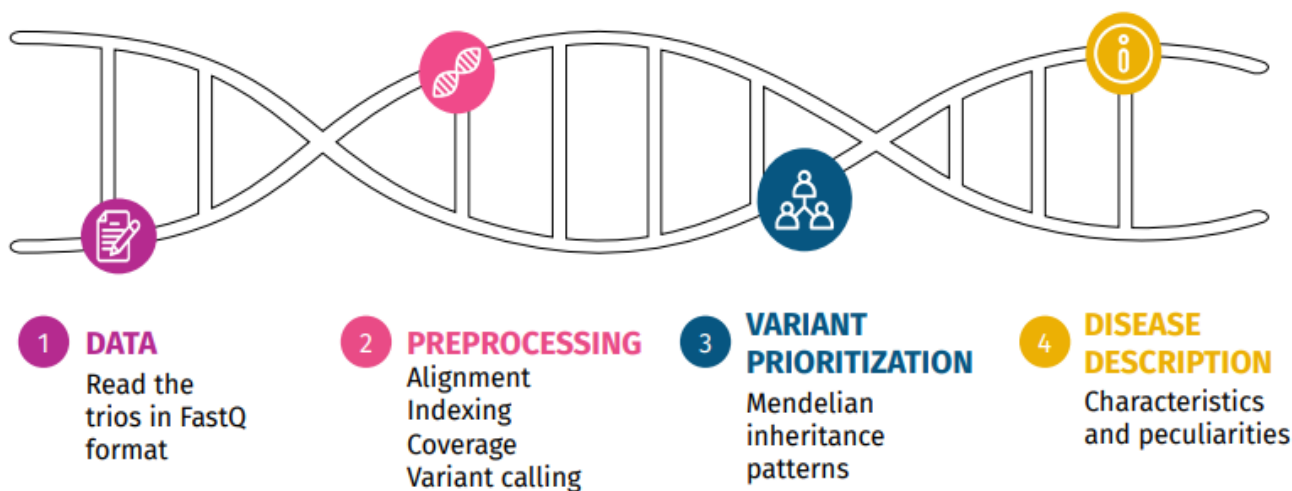 1
DATA
Read the
trios in FastQ
format
2
PREPROCESSING
Alignment
Indexing
Coverage
Variant calling
3
VARIANT
PRIORITIZATION
Mendelian
inheritance
patterns
4
DISEASE
DESCRIPTION
Characteristics
and peculiarities